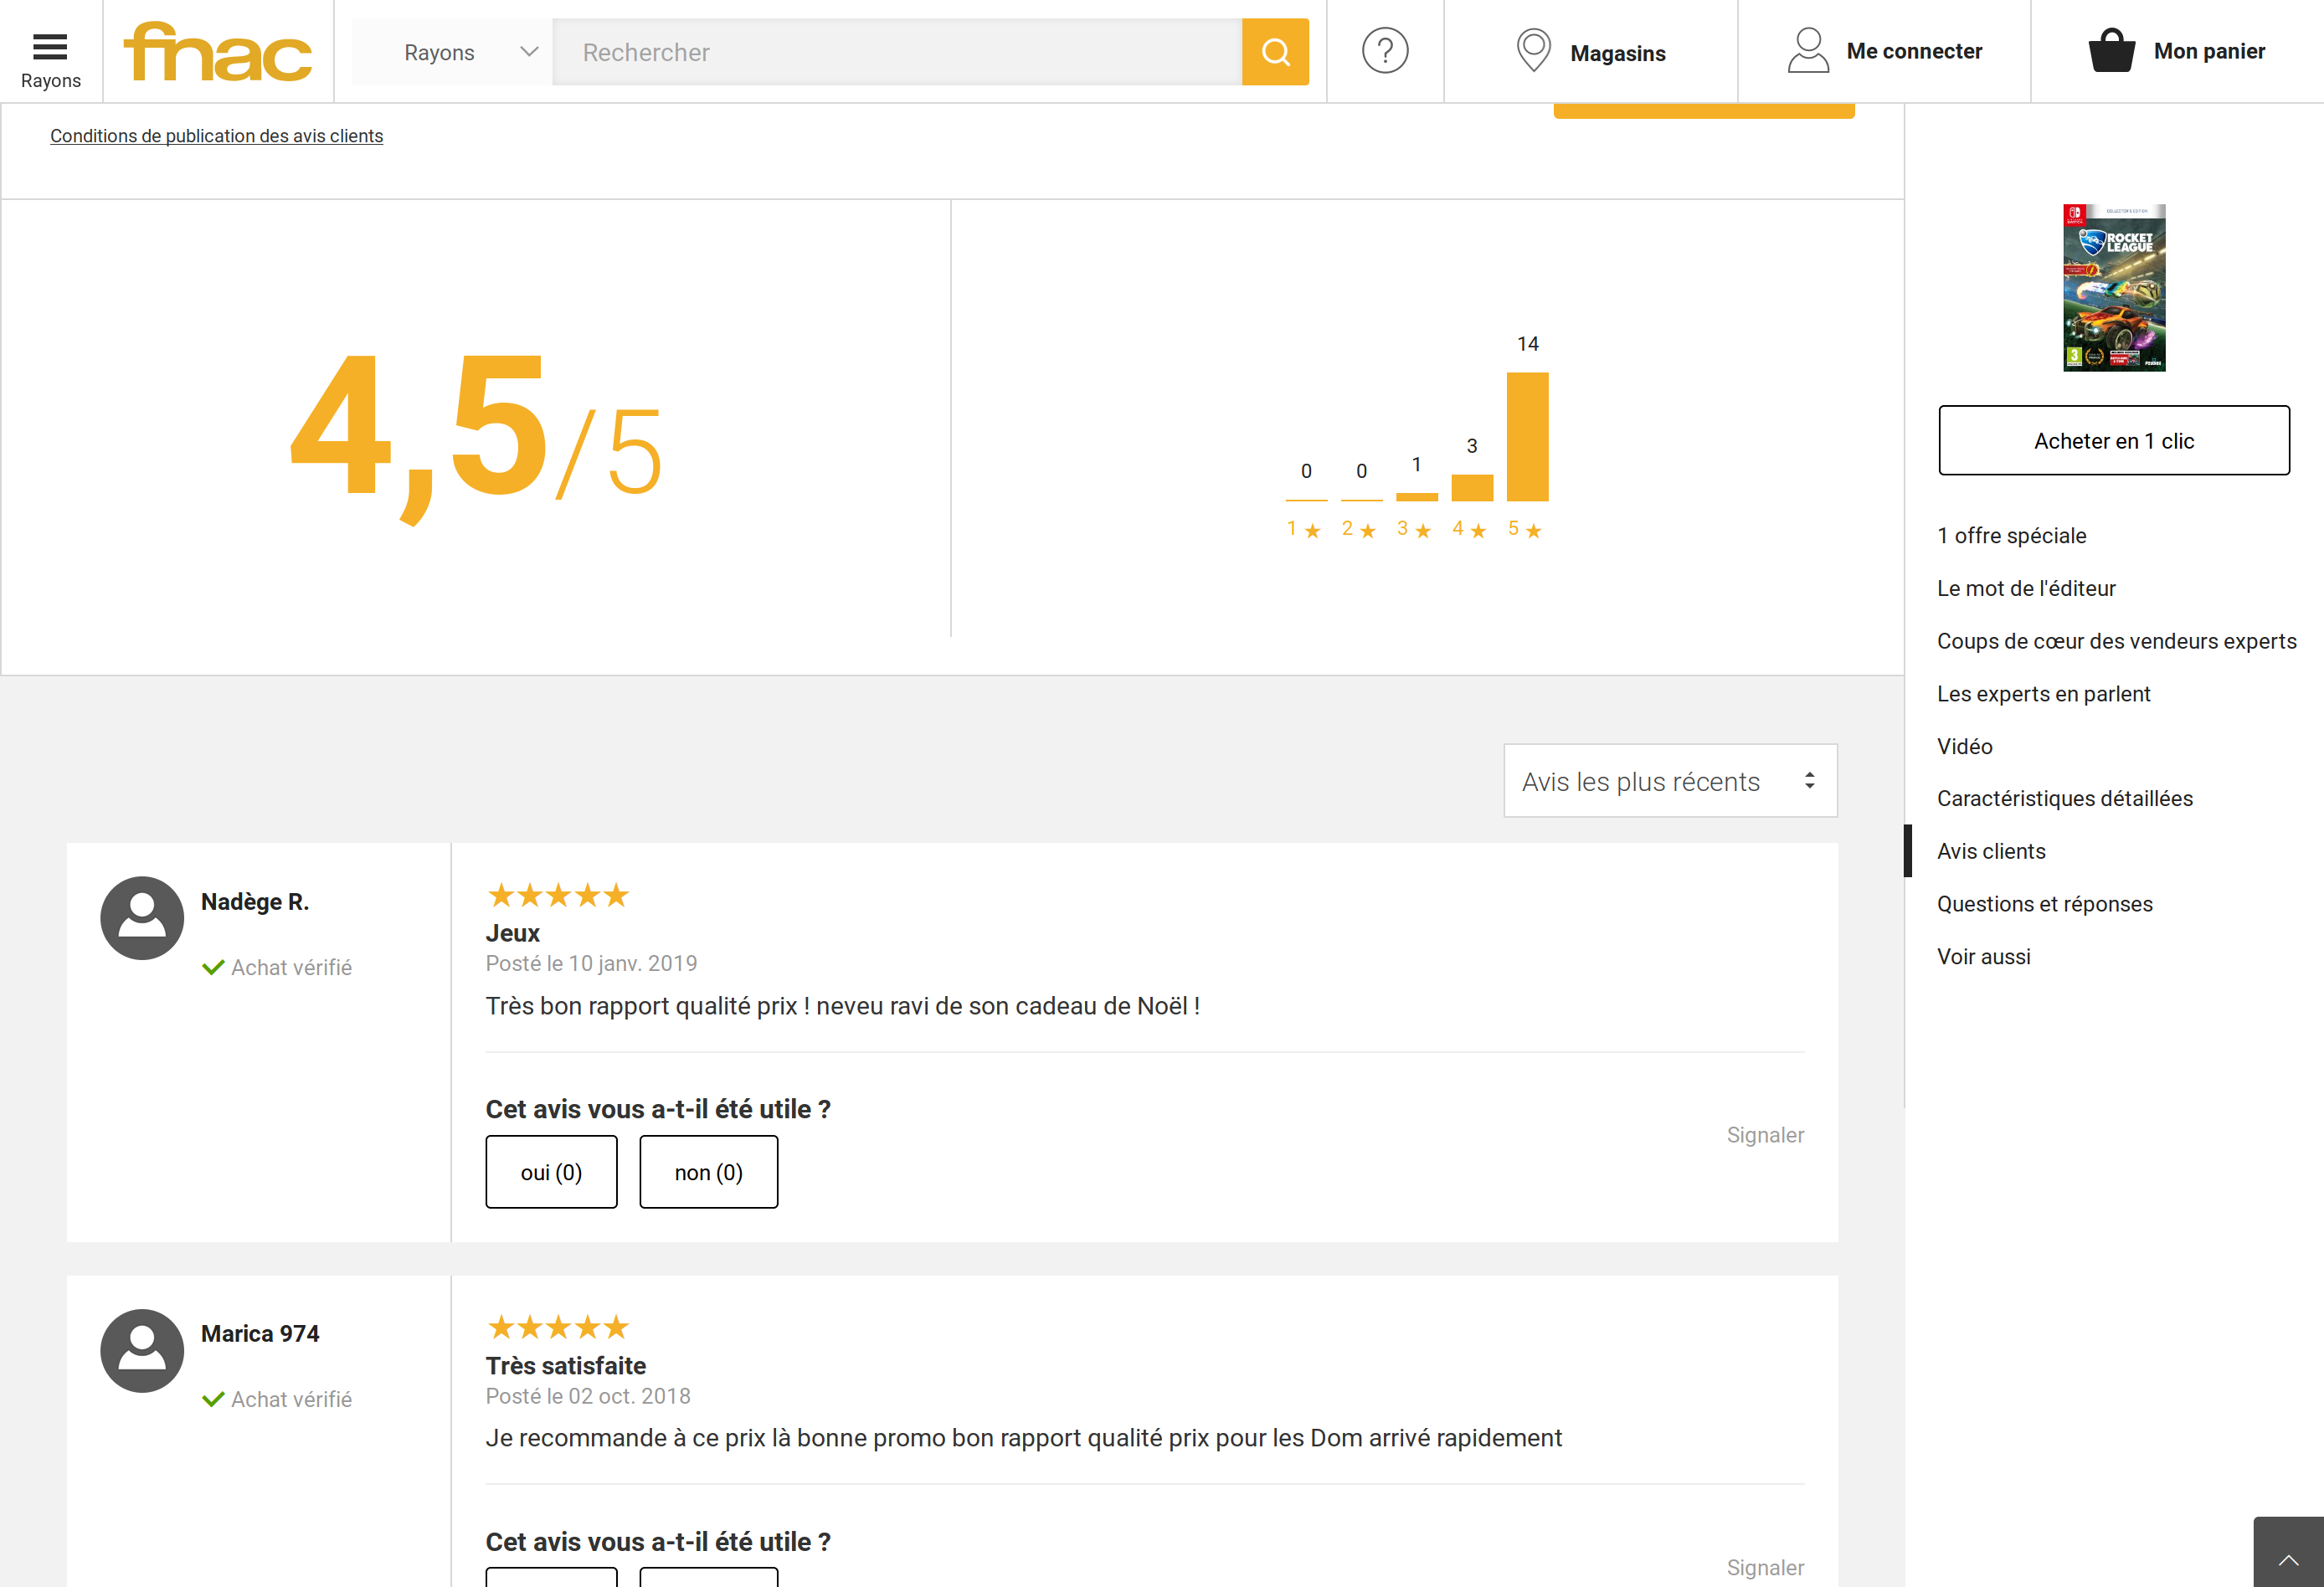 Rayons
fnac
Rayons
Rechercher
?
Magasins
Me connecter
Mon panier
Conditions de publication des avis clients
4,5/5
0 0 1 3 14
1 ★ 2 ★ 3 ★ 4 ★ 5 ★
COLLECTOR'S EDITION
ROCKET
LEAGUE
3
Acheter en 1 clic
1 offre spéciale
Le mot de l'éditeur
Coups de cœur des vendeurs experts
Les experts en parlent
Vidéo
Caractéristiques détaillées
Avis clients
Questions et réponses
Voir aussi
Avis les plus récents
Nadège R.
Achat vérifié
★★★★★
Jeux
Posté le 10 janv. 2019
Très bon rapport qualité prix ! neveu ravi de son cadeau de Noël !
Cet avis vous a-t-il été utile ?
Signaler
oui (0)
non (0)
Marica 974
Achat vérifié
★★★★★
Très satisfaite
Posté le 02 oct. 2018
Je recommande à ce prix là bonne promo bon rapport qualité prix pour les Dom arrivé rapidement
Cet avis vous a-t-il été utile ?
Signaler